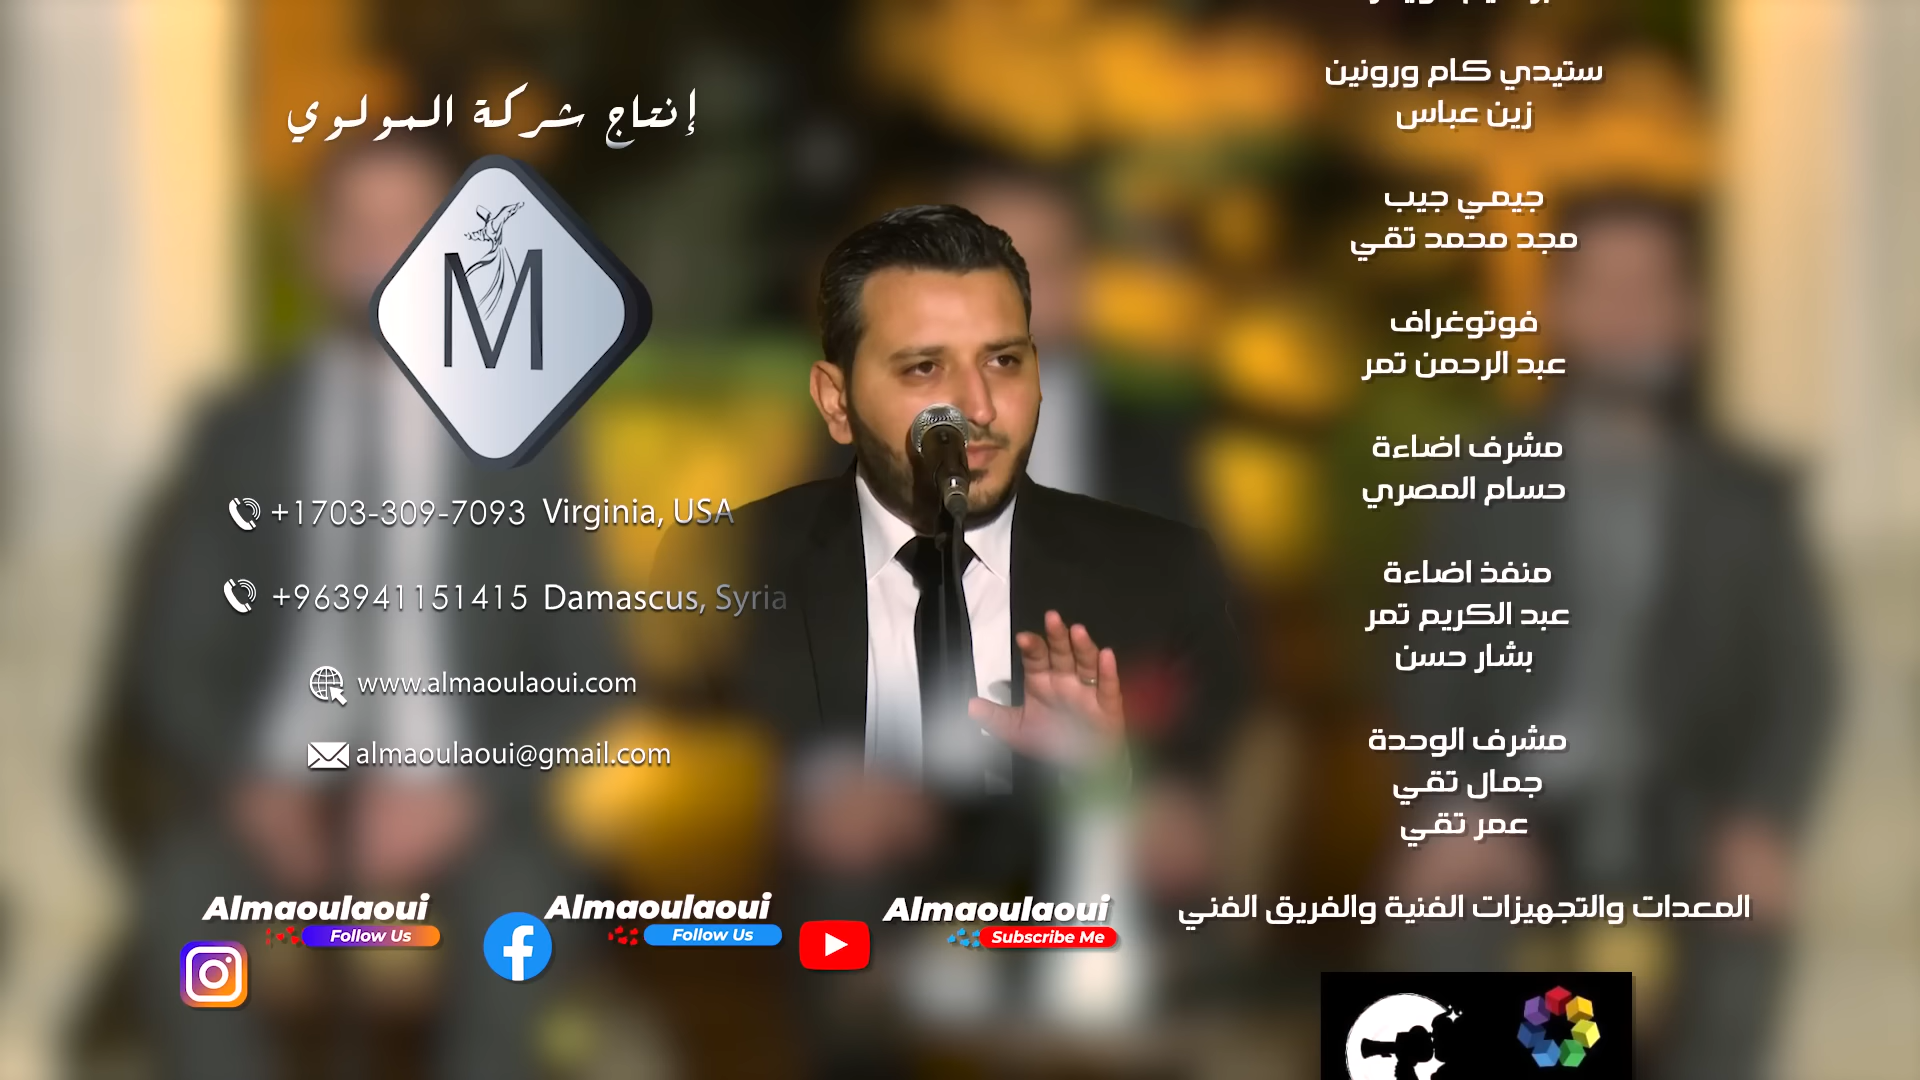 إنتاج شركة المولوي
M
+1703-309-7093 Virginia, USA
+963941151415 Damascus, Syria
www.almaoulaoui.com
almaoulaoui@gmail.com
Almaoulaoui
Follow Us
Almaoulaoui
Follow Us
Almaoulaoui
Subscribe Me
ستيدي كام ورونين
زين عباس
جيمي جيب
مجد محمد تقي
فوتوغراف
عبد الرحمن تمر
مشرف اضاءة
حسام المصري
منفذ اضاءة
عبد الكريم تمر
بشار حسن
مشرف الوحدة
جمال تقي
عمر تقي
المعدات والتجهيزات الفنية والفريق الفني